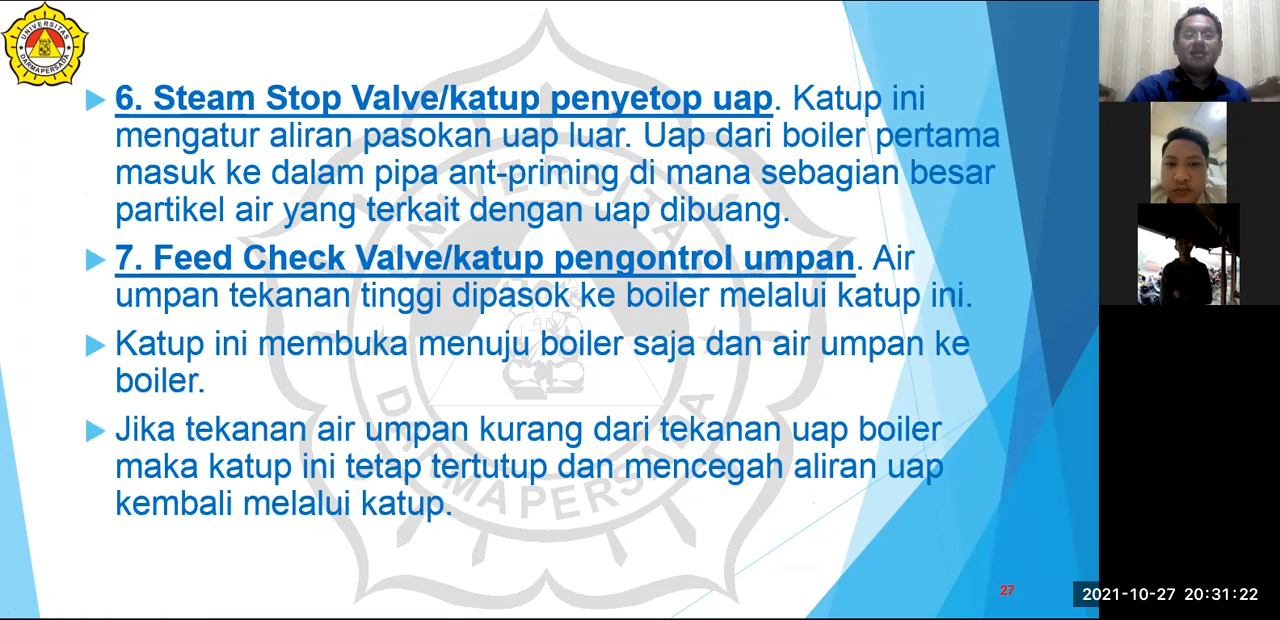 UNIVERSITAS
DARMA PERSADA
6. Steam Stop Valve/katup penyetop uap. Katup ini
mengatur aliran pasokan uap luar. Uap dari boiler pertama
masuk ke dalam pipa ant-priming di mana sebagian besar
partikel air yang terkait dengan uap dibuang.
7. Feed Check Valve/katup pengontrol umpan. Air
umpan tekanan tinggi dipasok ke boiler melalui katup ini.
Katup ini membuka menuju boiler saja dan air umpan ke
boiler.
Jika tekanan air umpan kurang dari tekanan uap boiler
maka katup ini tetap tertutup dan mencegah aliran uap
kembali melalui katup.
27
2021-10-27 20:31:22